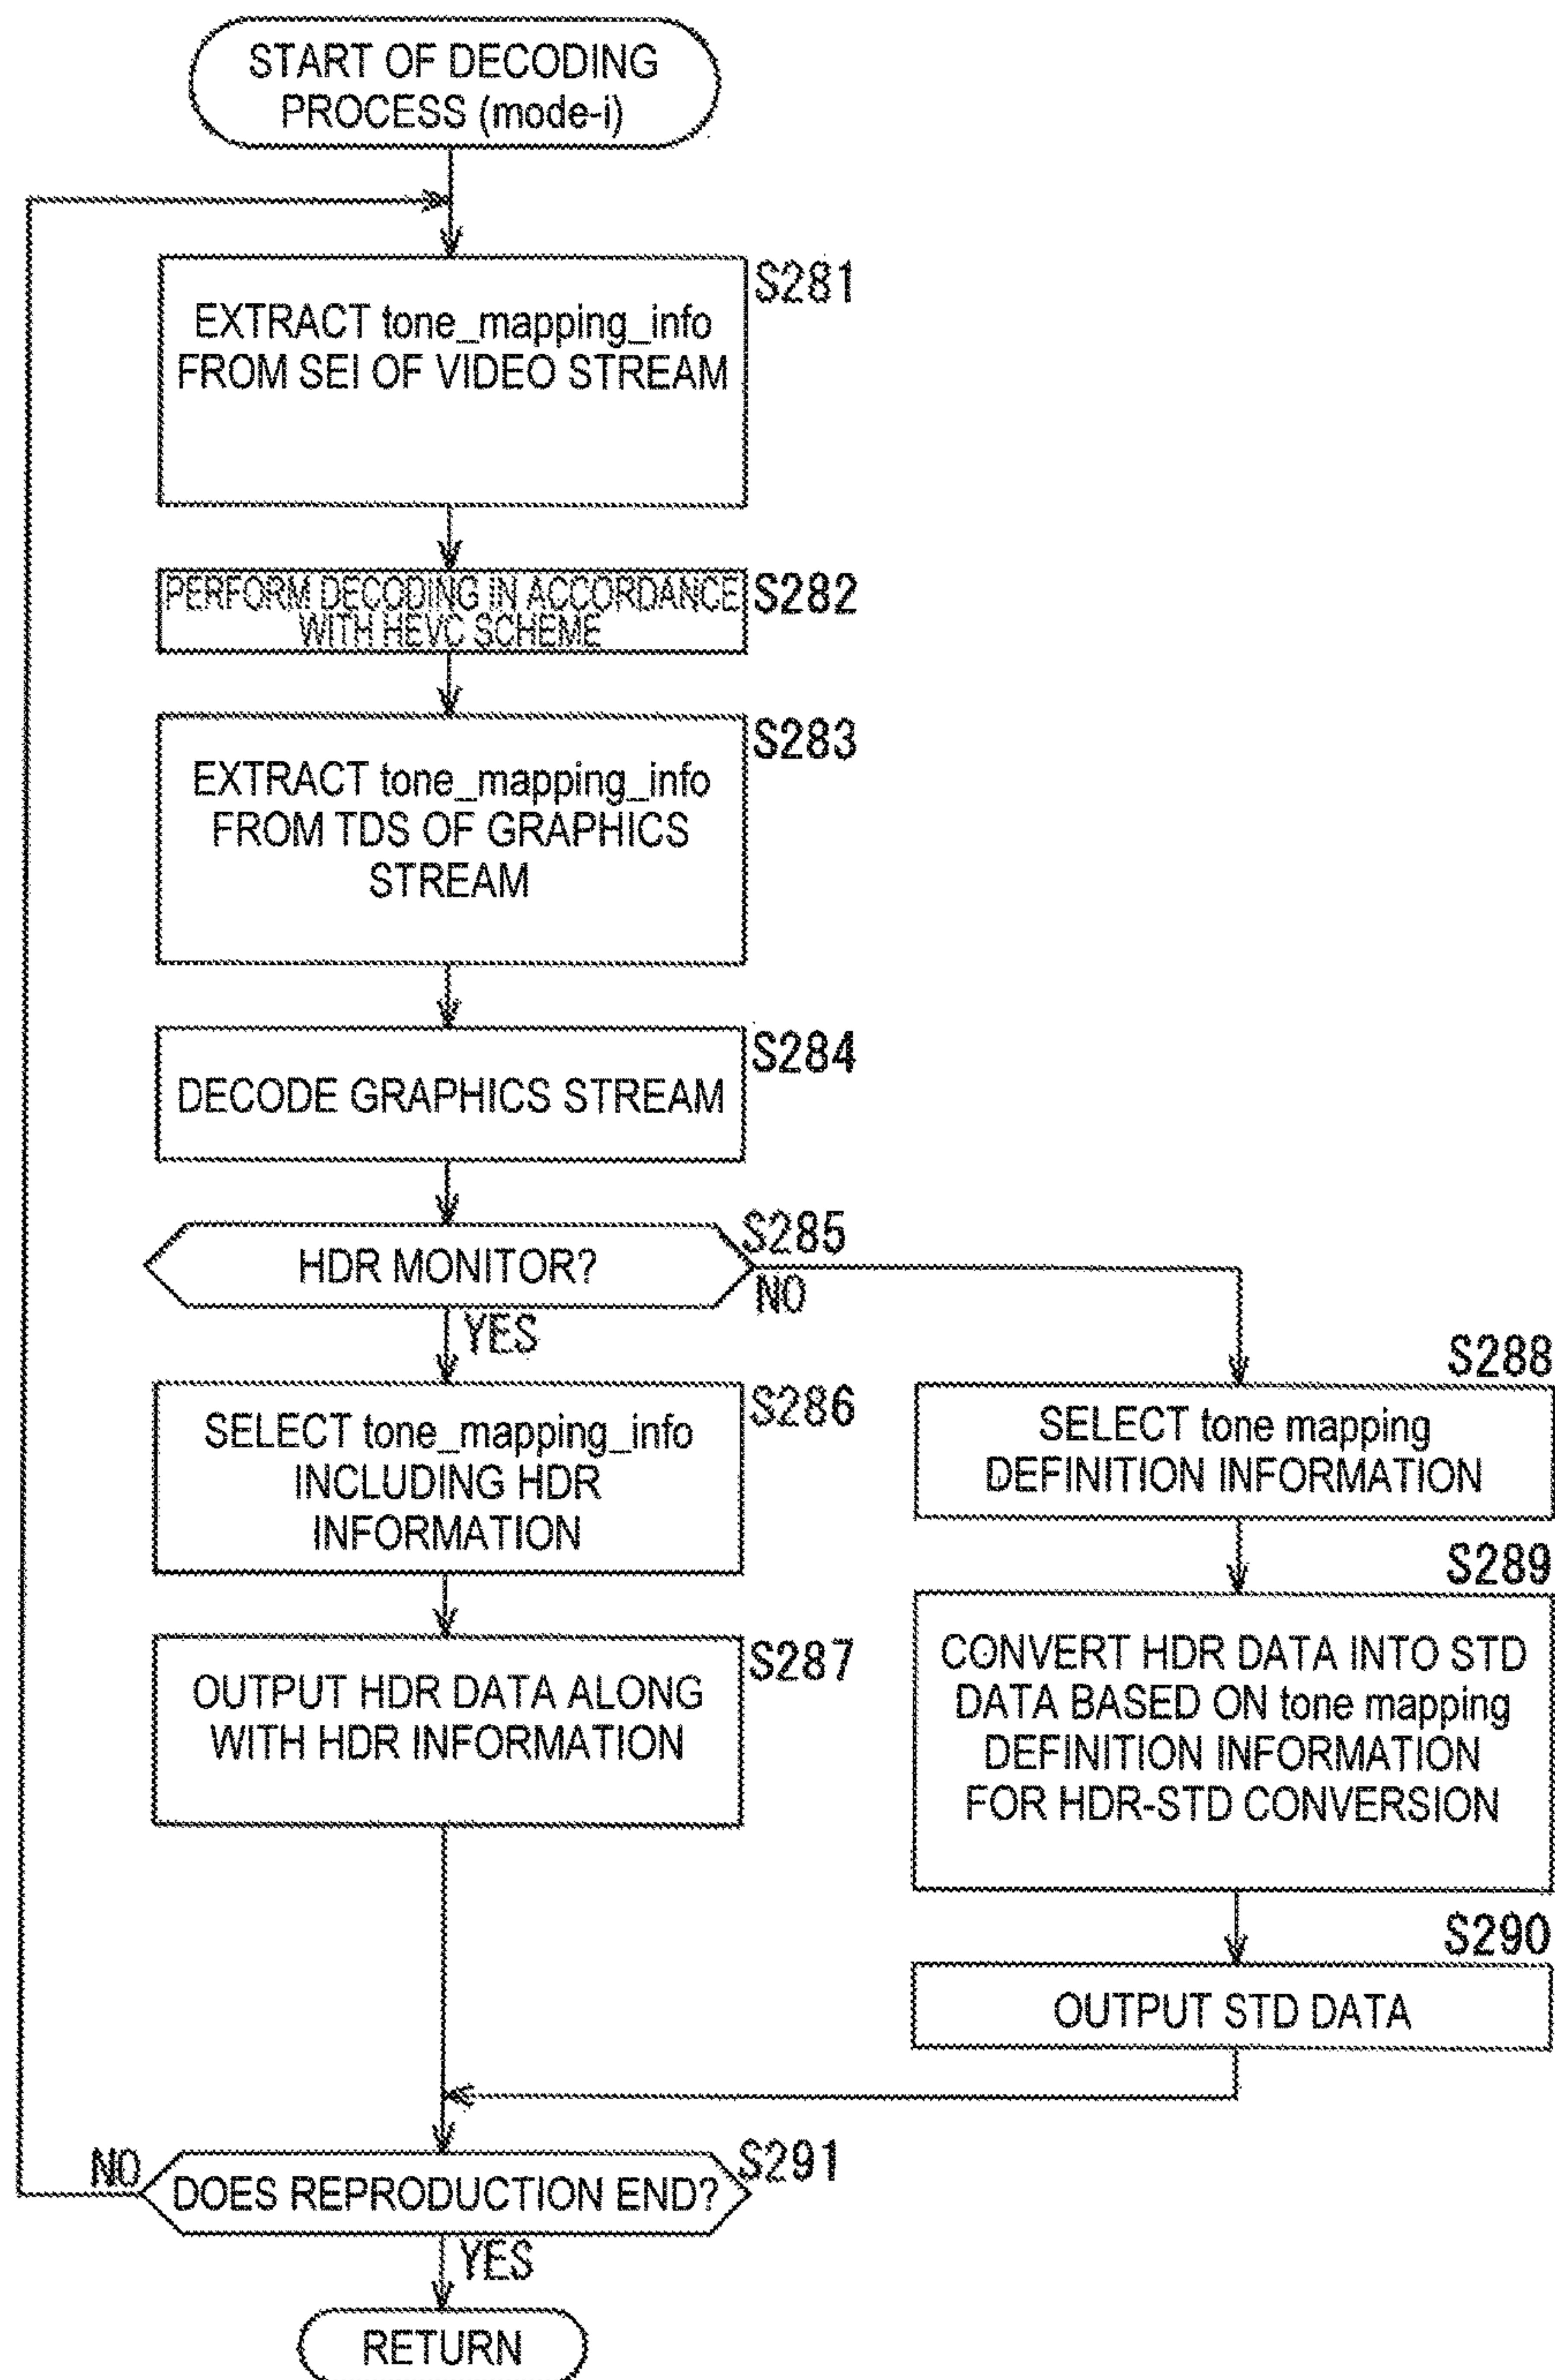 START OF DECODING
PROCESS (mode-i)
S281
EXTRACT tone_mapping_info
FROM SEI OF VIDEO STREAM
S282
PERFORM DECODING IN ACCORDANCE
WITH HEVC SCHEME
S283
EXTRACT tone_mapping_info
FROM TDS OF GRAPHICS
STREAM
S284
DECODE GRAPHICS STREAM
S285
HDR MONITOR?
NO
YES
S286
SELECT tone_mapping_info
INCLUDING HDR
INFORMATION
S287
OUTPUT HDR DATA ALONG
WITH HDR INFORMATION
S288
SELECT tone mapping
DEFINITION INFORMATION
S289
CONVERT HDR DATA INTO STD
DATA BASED ON tone mapping
DEFINITION INFORMATION
FOR HDR-STD CONVERSION
S290
OUTPUT STD DATA
S291
NO
DOES REPRODUCTION END?
YES
RETURN